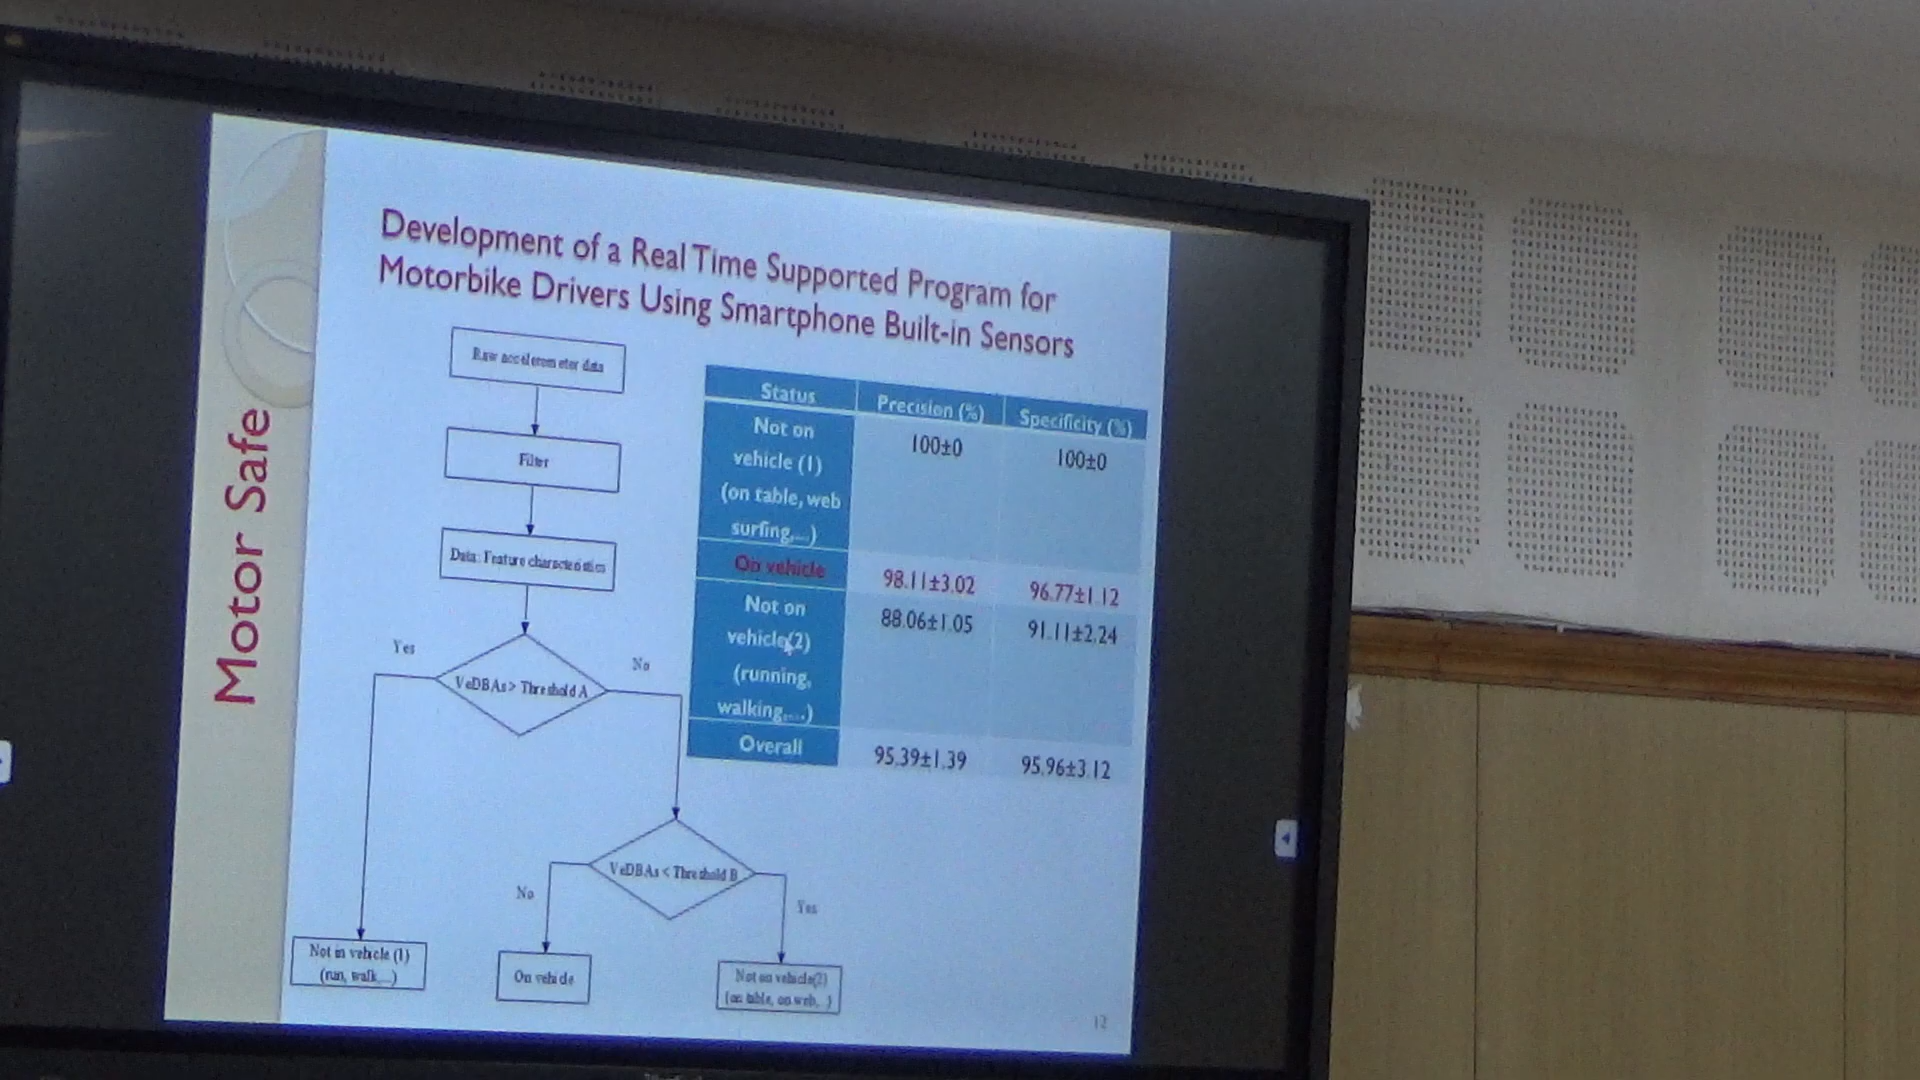 Development of a Real Time Supported Program for
Motorbike Drivers Using Smartphone Built-in Sensors
Motor Safe
Raw accelerometer data
Filter
Data: Feature characteristics
Yes
No
VeDBAs > Threshold A
VeDBAs < Threshold B
No
Yes
Not in vehicle (1)
(run, walk,...)
On vehicle
Not on vehicle(2)
(on table, on web, )
Status
Precision (%)
Specificity (%)
Not on
vehicle (1)
(on table, web
surfing,...)
100±0
100±0
On vehicle
98.11±3.02
96.77±1.12
Not on
vehicle(2)
(running,
walking,...)
88.06±1.05
91.11±2.24
Overall
95.39±1.39
95.96±3.12
12